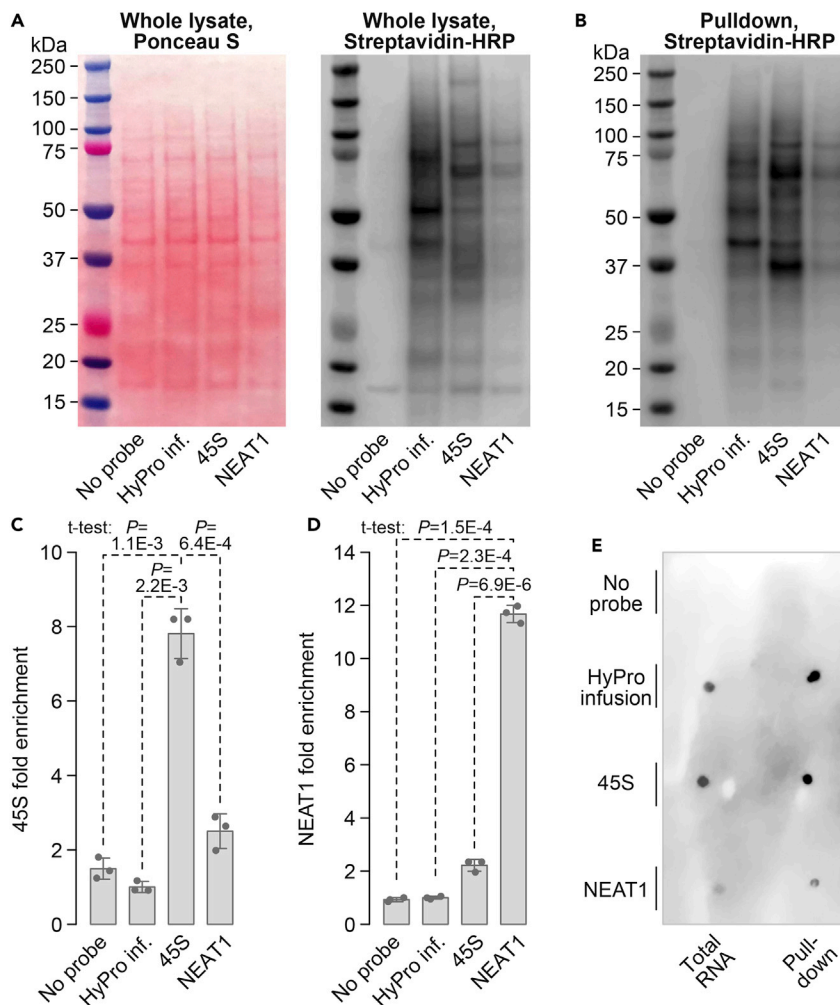 A
Whole lysate,
Ponceau S
kDa
250
150
100
75
50
37
25
20
15
No probe
HyPro inf.
45S
NEAT1
Whole lysate,
Streptavidin-HRP
No probe
HyPro inf.
45S
NEAT1
B
Pulldown,
Streptavidin-HRP
kDa
250
150
100
75
50
37
25
20
15
No probe
HyPro inf.
45S
NEAT1
C
t-test: P= P=
1.1E-3 6.4E-4
P=
2.2E-3
45S fold enrichment
10
8
6
4
2
0
No probe
HyPro inf.
45S
NEAT1
D
t-test: P=1.5E-4
P=2.3E-4
P=6.9E-6
NEAT1 fold enrichment
14
12
10
8
6
4
2
0
No probe
HyPro inf.
45S
NEAT1
E
No
probe
HyPro
infusion
45S
NEAT1
Total
RNA
Pull-
down